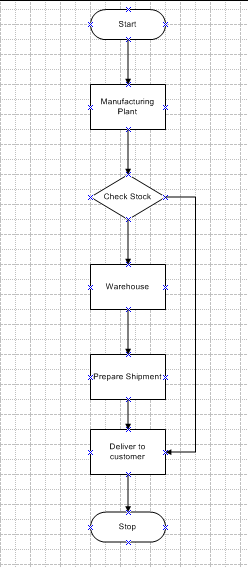 Start
Manufacturing
Plant
Check Stock
Warehouse
Prepare Shipment
Deliver to
customer
Stop